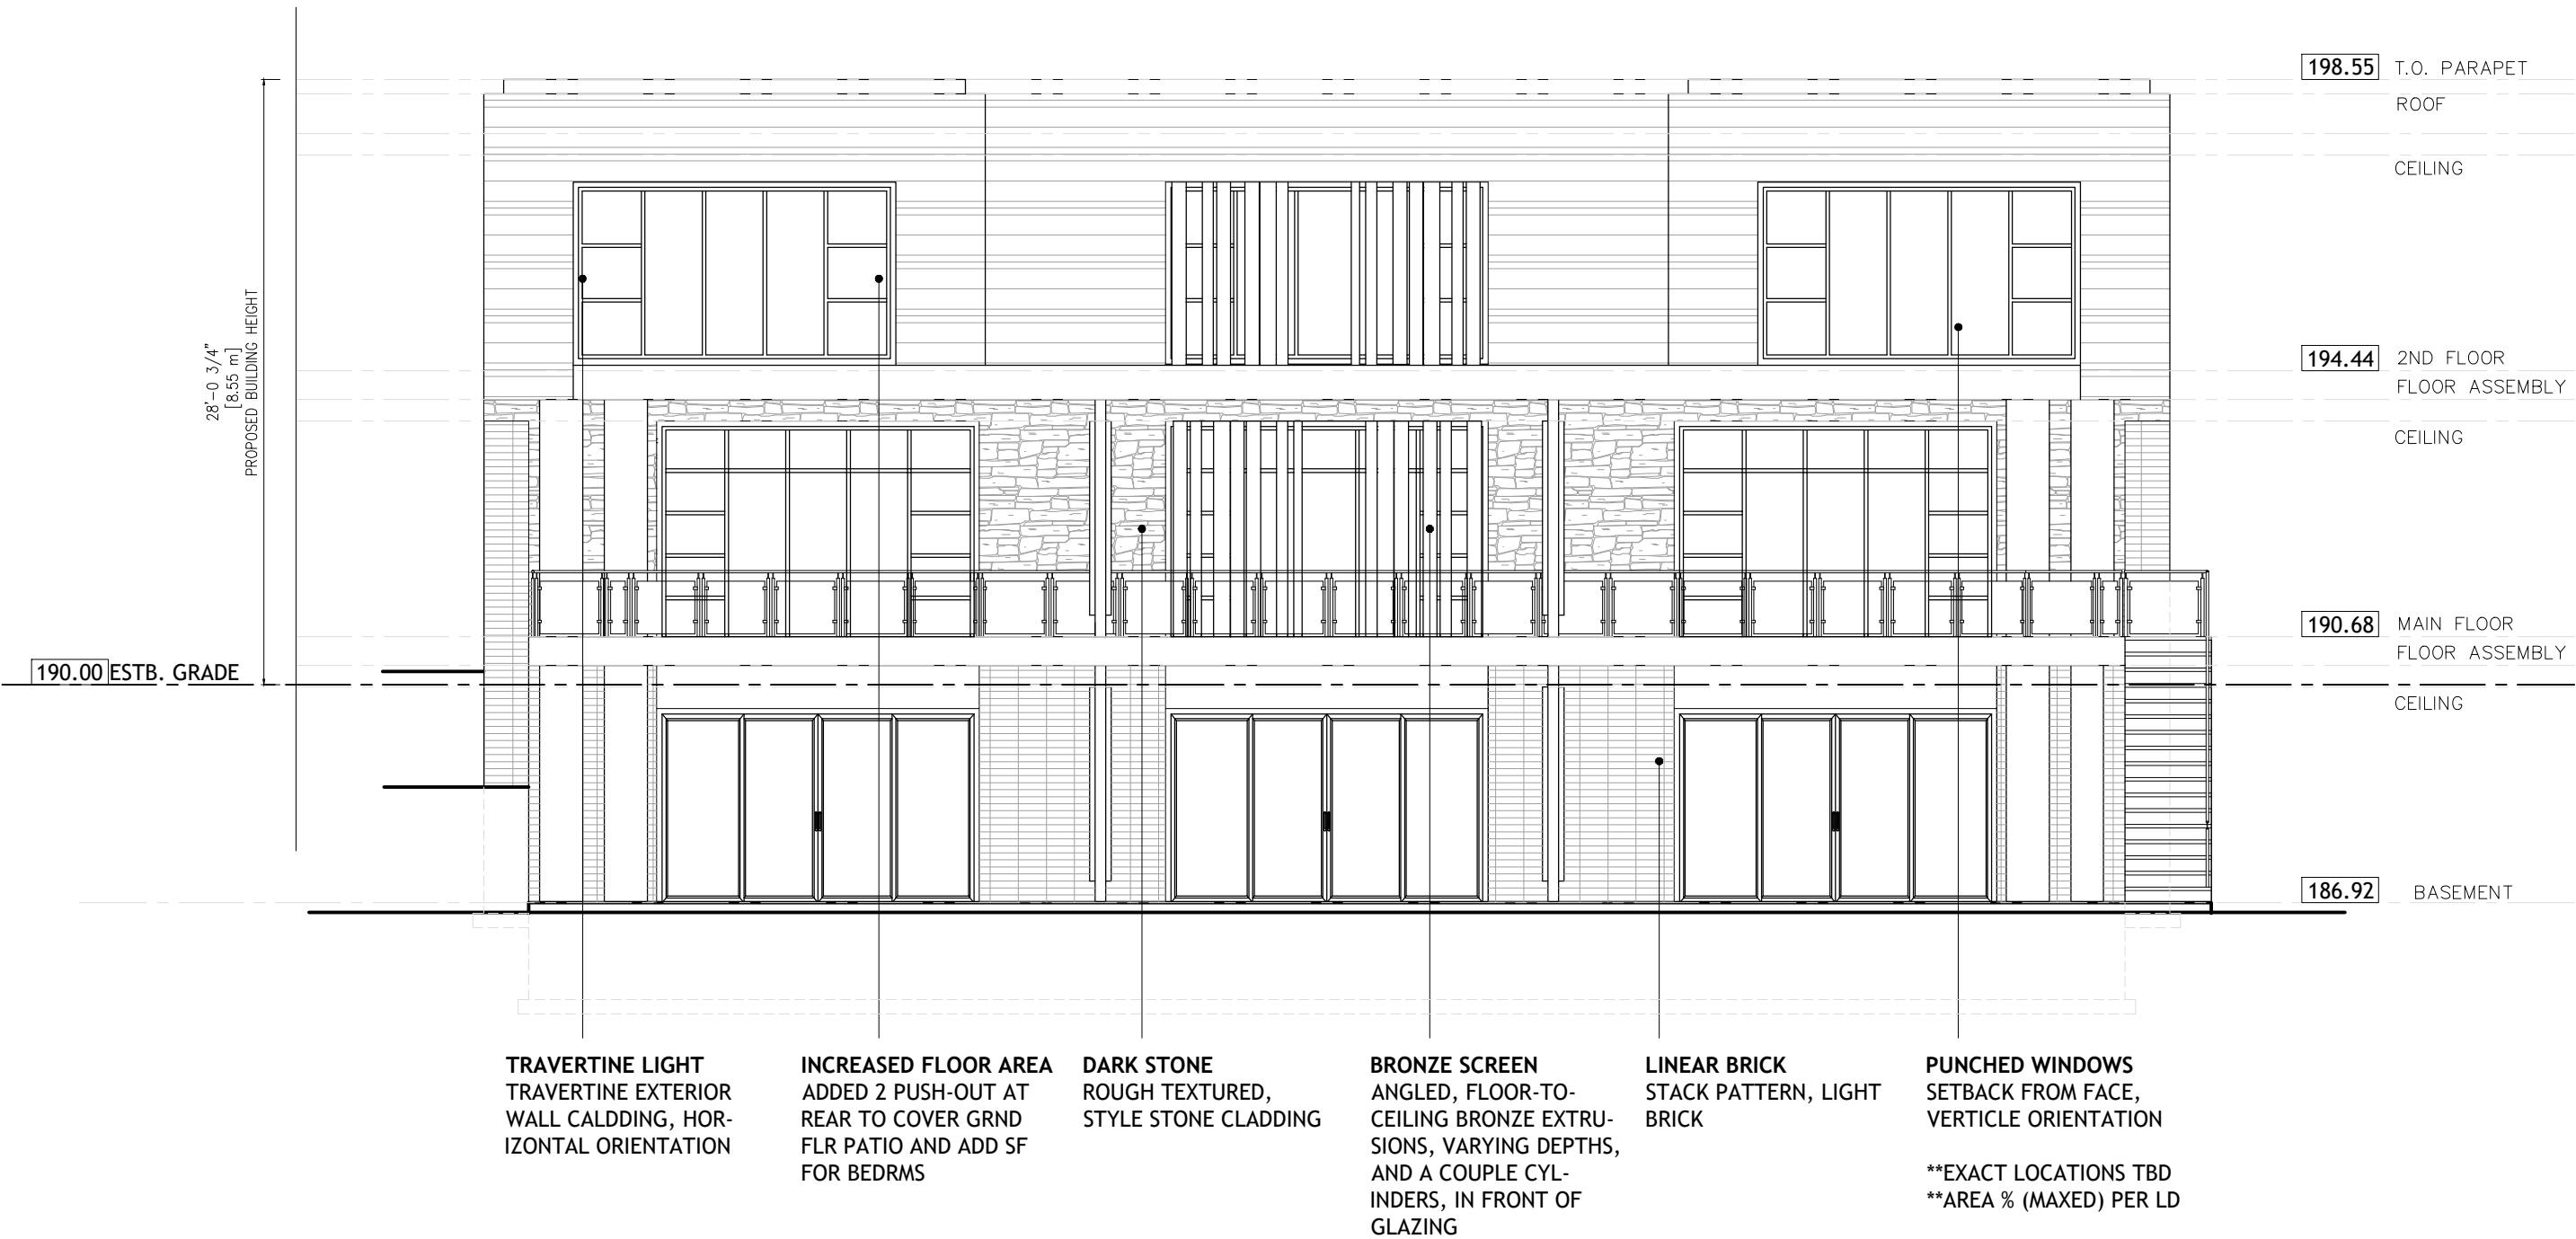 198.55 T.O. PARAPET
ROOF
CEILING
194.44 2ND FLOOR
FLOOR ASSEMBLY
CEILING
190.68 MAIN FLOOR
FLOOR ASSEMBLY
CEILING
186.92 BASEMENT
28'-0 3/4"
[8.55 m]
PROPOSED BUILDING HEIGHT
190.00 ESTB. GRADE
TRAVERTINE LIGHT
TRAVERTINE EXTERIOR
WALL CALDDING, HOR-
IZONTAL ORIENTATION
INCREASED FLOOR AREA
ADDED 2 PUSH-OUT AT
REAR TO COVER GRND
FLR PATIO AND ADD SF
FOR BEDRMS
DARK STONE
ROUGH TEXTURED,
STYLE STONE CLADDING
BRONZE SCREEN
ANGLED, FLOOR-TO-
CEILING BRONZE EXTRU-
SIONS, VARYING DEPTHS,
AND A COUPLE CYL-
INDERS, IN FRONT OF
GLAZING
LINEAR BRICK
STACK PATTERN, LIGHT
BRICK
PUNCHED WINDOWS
SETBACK FROM FACE,
VERTICLE ORIENTATION
**EXACT LOCATIONS TBD
**AREA % (MAXED) PER LD